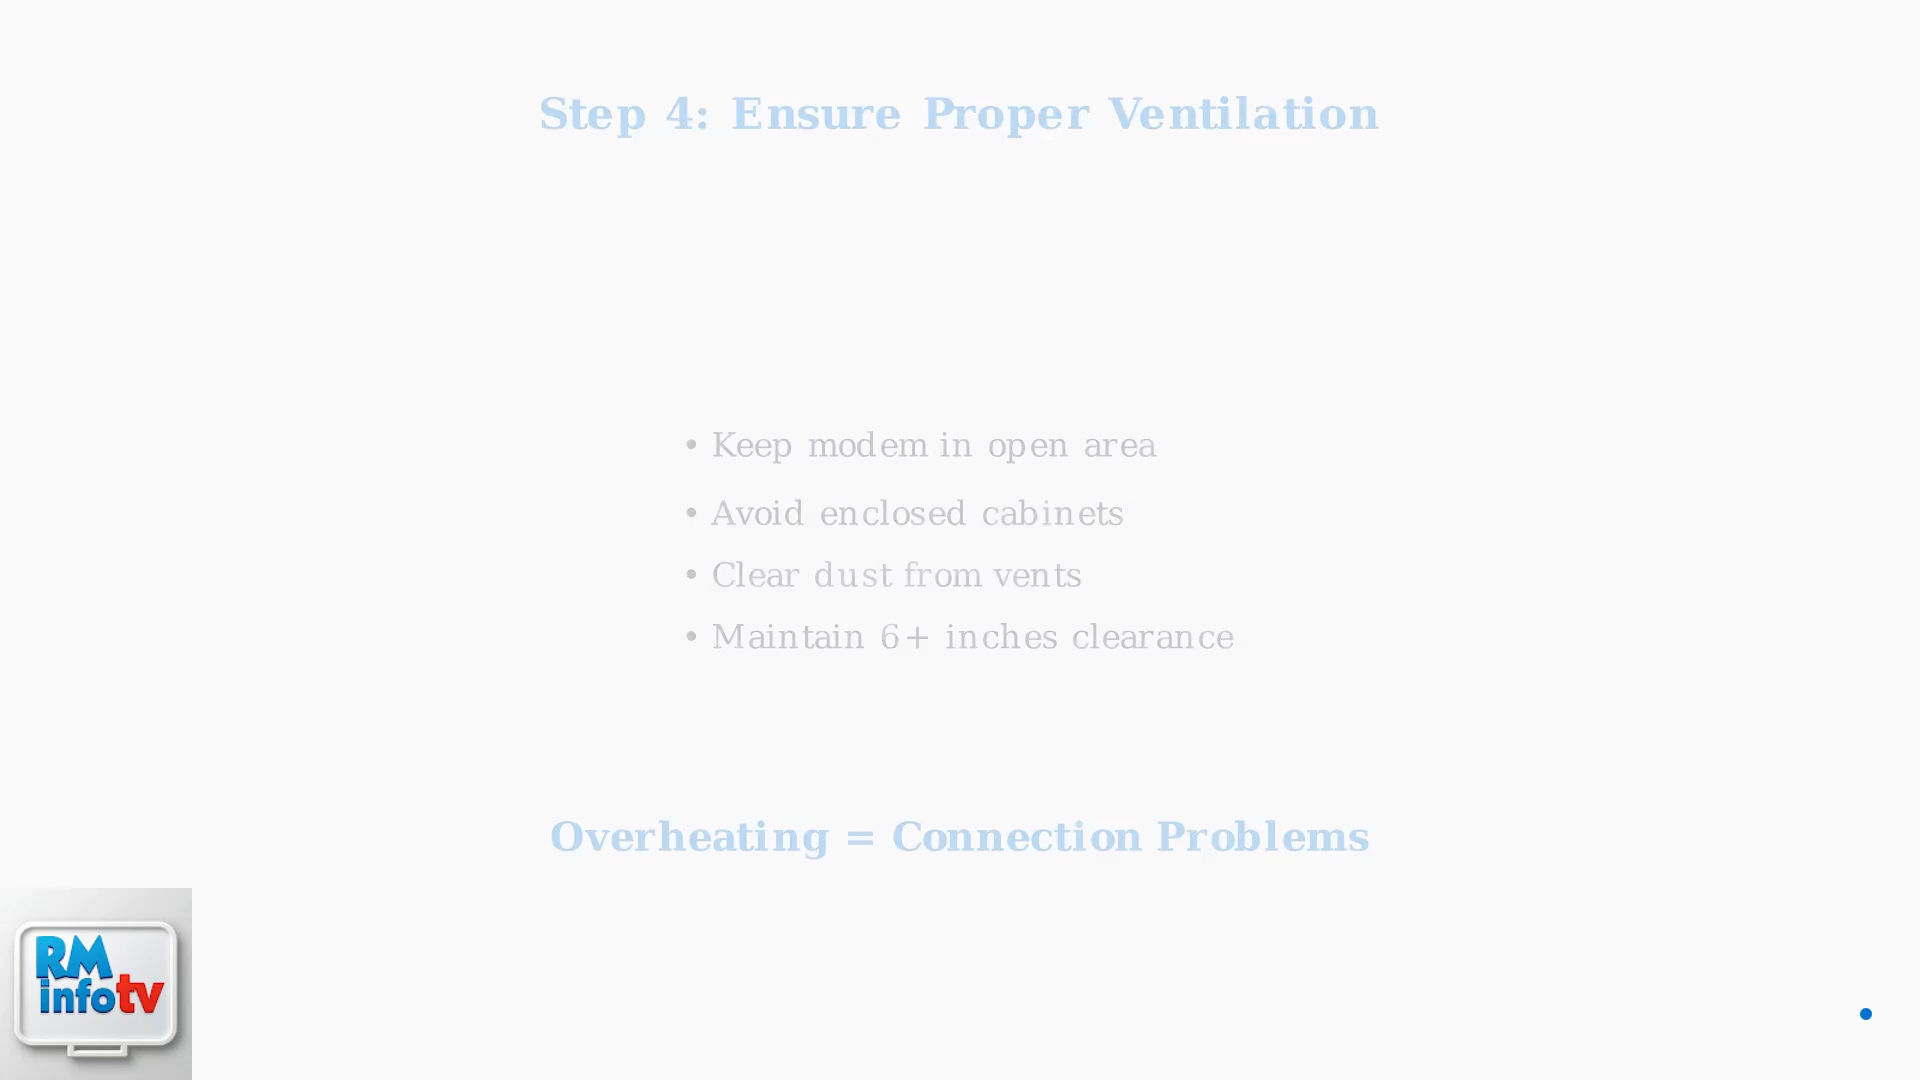 Step 4: Ensure Proper Ventilation
• Keep modem in open area
• Avoid enclosed cabinets
• Clear dust from vents
• Maintain 6+ inches clearance
Overheating = Connection Problems
RM
infotv